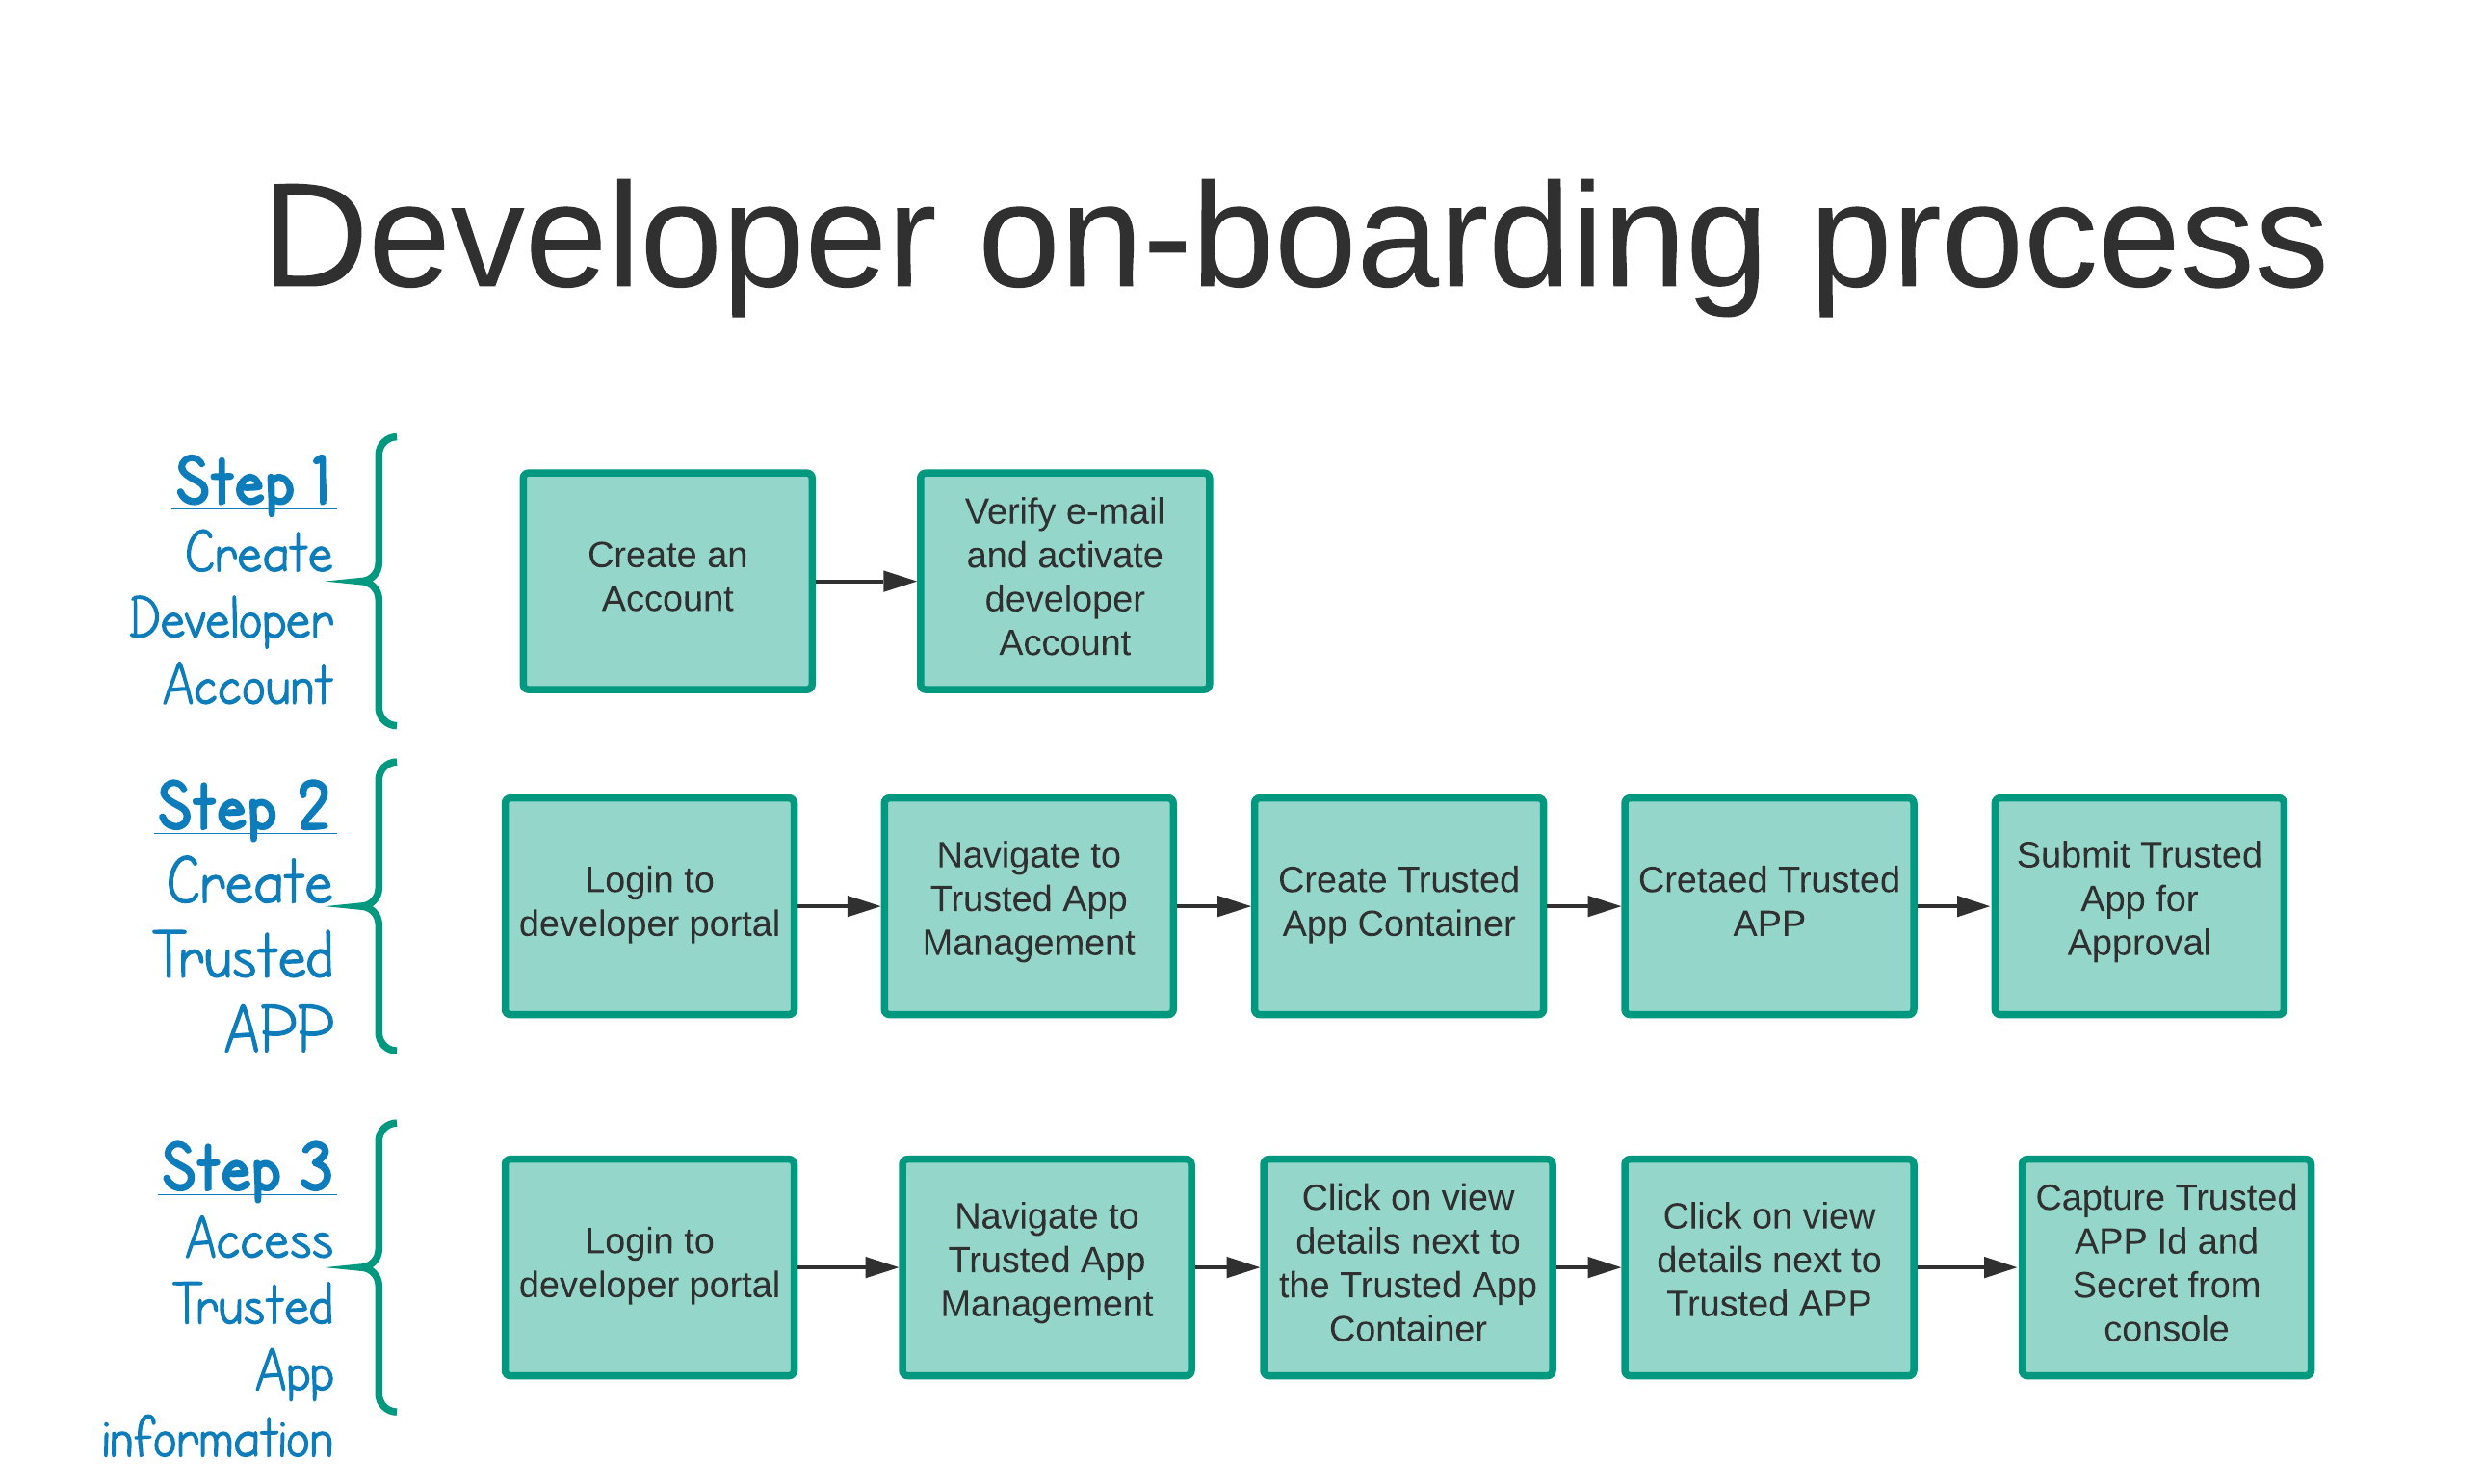 Developer on-boarding process
Step 1
Create
Developer
Account
Create an
Account
Verify e-mail
and activate
developer
Account
Step 2
Create
Trusted
APP
Login to
developer portal
Navigate to
Trusted App
Management
Create Trusted
App Container
Cretaed Trusted
APP
Submit Trusted
App for
Approval
Step 3
Access
Trusted
App
information
Login to
developer portal
Navigate to
Trusted App
Management
Click on view
details next to
the Trusted App
Container
Click on view
details next to
Trusted APP
Capture Trusted
APP Id and
Secret from
console